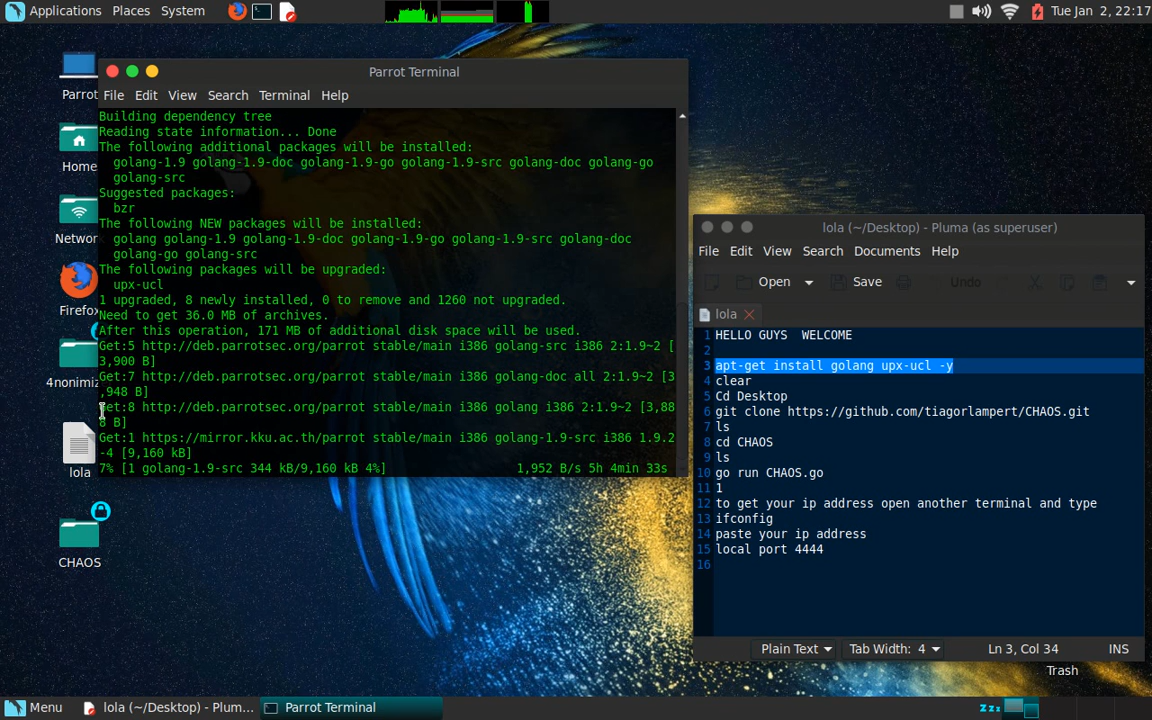 Applications Places System
Tue Jan 2, 22:17
Parrot
Home
Network
Firefox
4nonimiz
lola
CHAOS
Parrot Terminal
File Edit View Search Terminal Help
Building dependency tree
Reading state information... Done
The following additional packages will be installed:
golang-1.9 golang-1.9-doc golang-1.9-go golang-1.9-src golang-doc golang-go
golang-src
Suggested packages:
bzr
The following NEW packages will be installed:
golang golang-1.9 golang-1.9-doc golang-1.9-go golang-1.9-src golang-doc
golang-go golang-src
The following packages will be upgraded:
upx-ucl
1 upgraded, 8 newly installed, 0 to remove and 1260 not upgraded.
Need to get 36.0 MB of archives.
After this operation, 171 MB of additional disk space will be used.
Get:5 http://deb.parrotsec.org/parrot stable/main i386 golang-src i386 2:1.9~2 [
3,900 B]
Get:7 http://deb.parrotsec.org/parrot stable/main i386 golang-doc all 2:1.9~2 [3
,948 B]
Get:8 http://deb.parrotsec.org/parrot stable/main i386 golang i386 2:1.9~2 [3,88
8 B]
Get:1 https://mirror.kku.ac.th/parrot stable/main i386 golang-1.9-src i386 1.9.2
-4 [9,160 kB]
7% [1 golang-1.9-src 344 kB/9,160 kB 4%] 1,952 B/s 5h 4min 33s
lola (~/Desktop) - Pluma (as superuser)
File Edit View Search Documents Help
Open Save Undo
lola
1 HELLO GUYS WELCOME
2
3 apt-get install golang upx-ucl -y
4 clear
5 Cd Desktop
6 git clone https://github.com/tiagorlampert/CHAOS.git
7 ls
8 cd CHAOS
9 ls
10 go run CHAOS.go
11 1
12 to get your ip address open another terminal and type
13 ifconfig
14 paste your ip address
15 local port 4444
16
Plain Text Tab Width: 4 Ln 3, Col 34 INS
Trash
Menu lola (~/Desktop) - Plum... Parrot Terminal
zzz